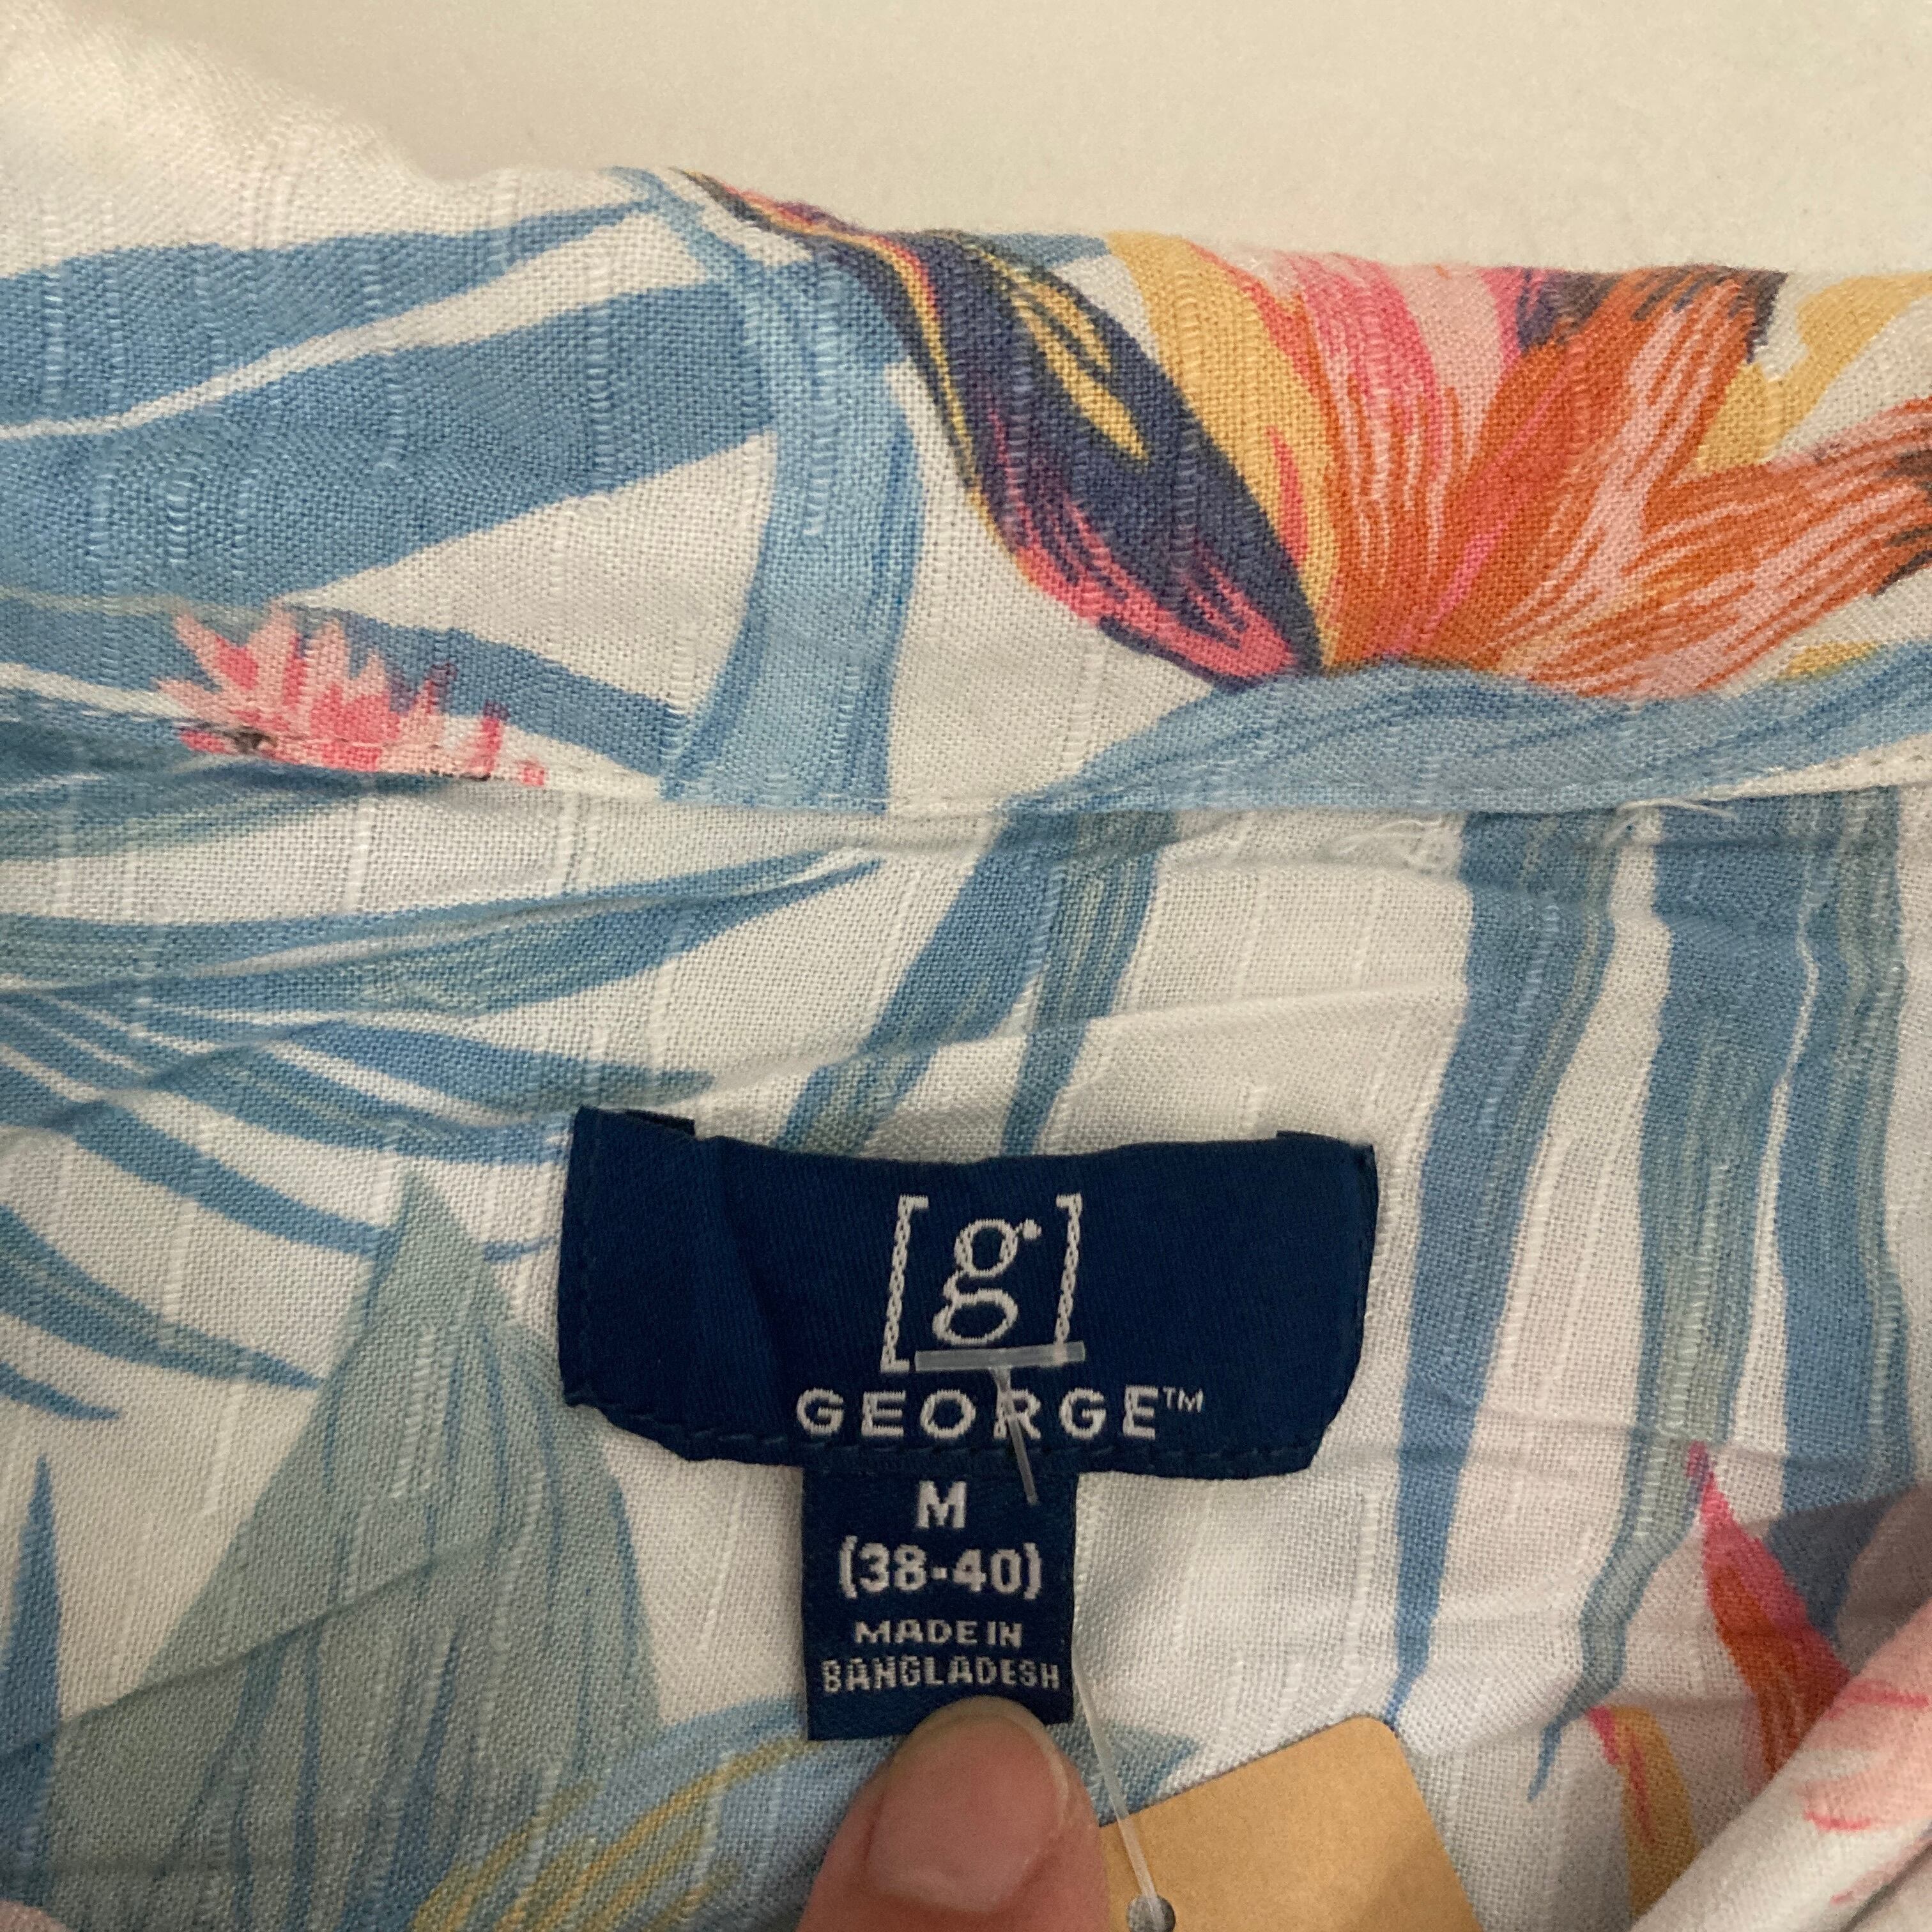 [g]
GEORGE™
M
(38-40)
MADE IN
BANGLADESH